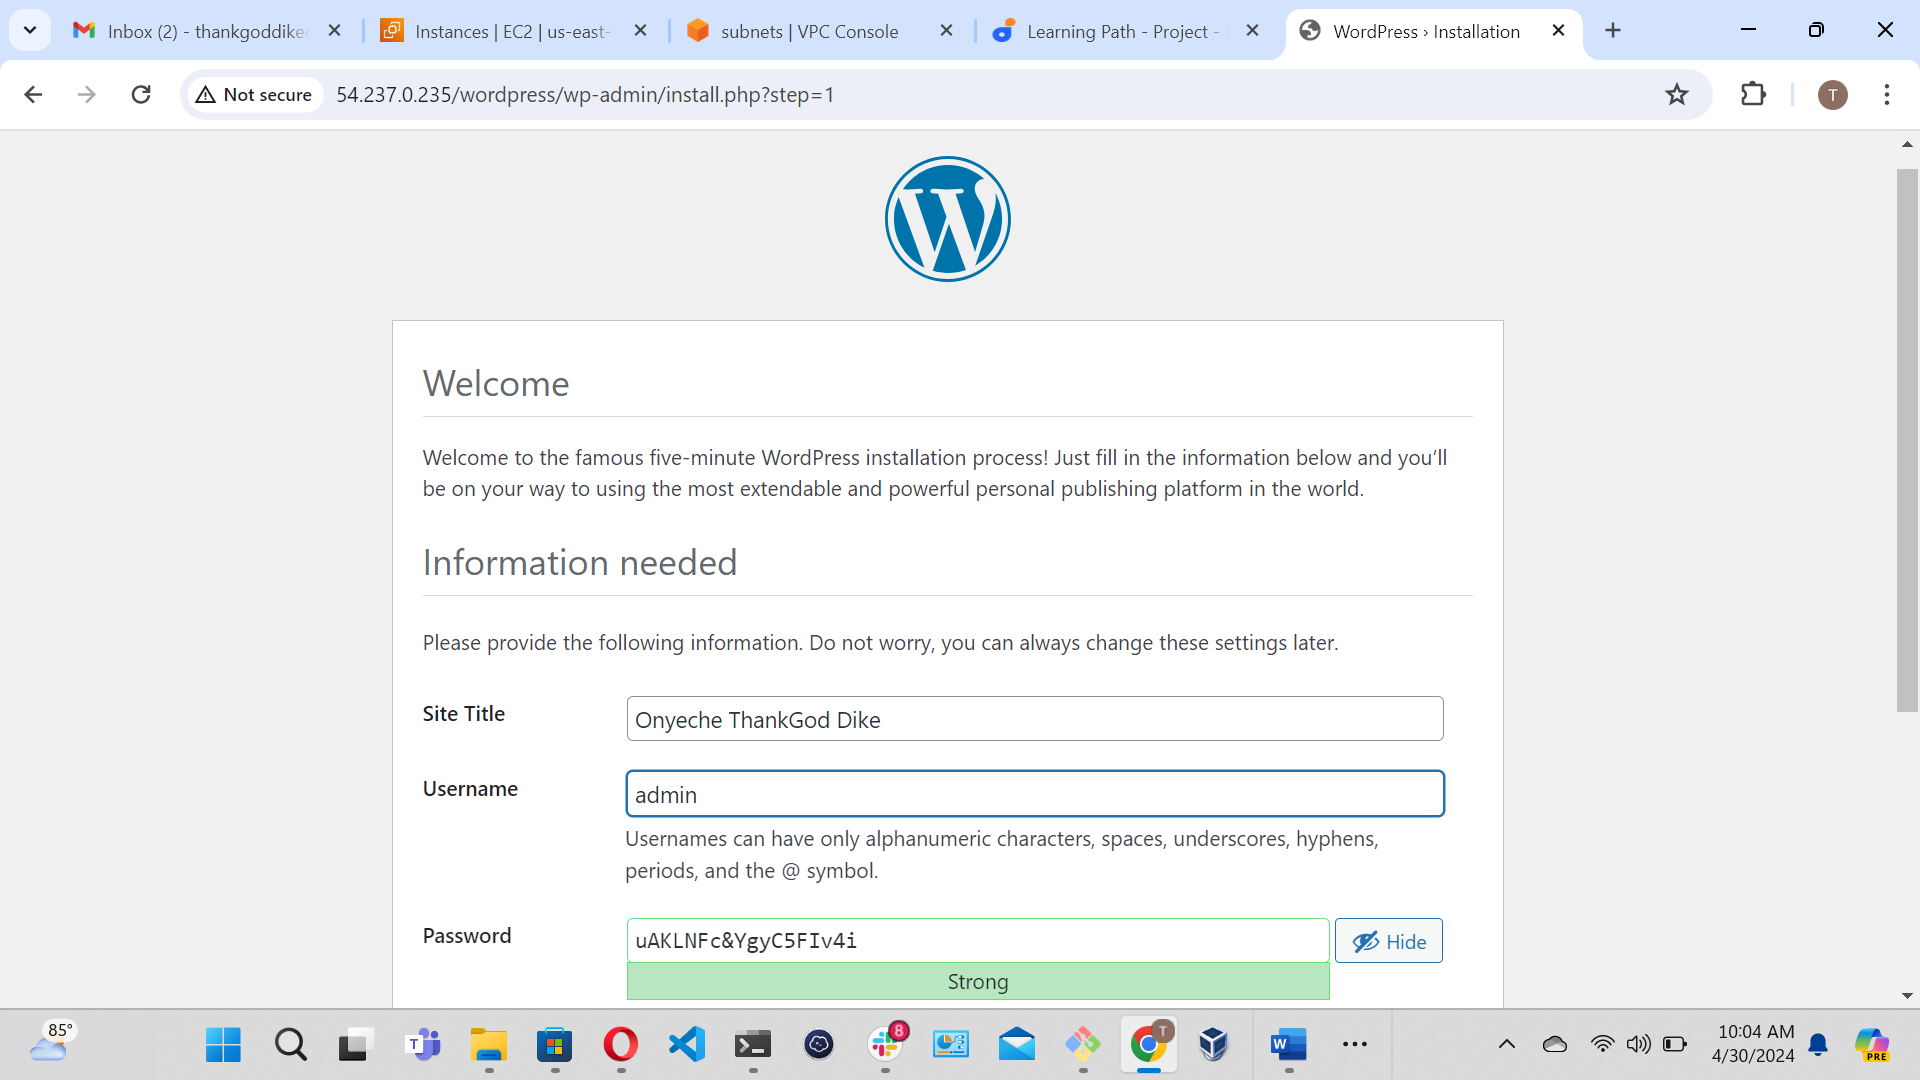 Inbox (2) - thankgoddike
Instances | EC2 | us-east-
subnets | VPC Console
Learning Path - Project -
WordPress › Installation
Not secure
54.237.0.235/wordpress/wp-admin/install.php?step=1
T
W
Welcome
Welcome to the famous five-minute WordPress installation process! Just fill in the information below and you’ll
be on your way to using the most extendable and powerful personal publishing platform in the world.
Information needed
Please provide the following information. Do not worry, you can always change these settings later.
Site Title
Onyeche ThankGod Dike
Username
admin
Usernames can have only alphanumeric characters, spaces, underscores, hyphens,
periods, and the @ symbol.
Password
uAKLNFc&YgyC5FIv4i
Hide
Strong
85°
T
8
T
W
10:04 AM
4/30/2024
PRE